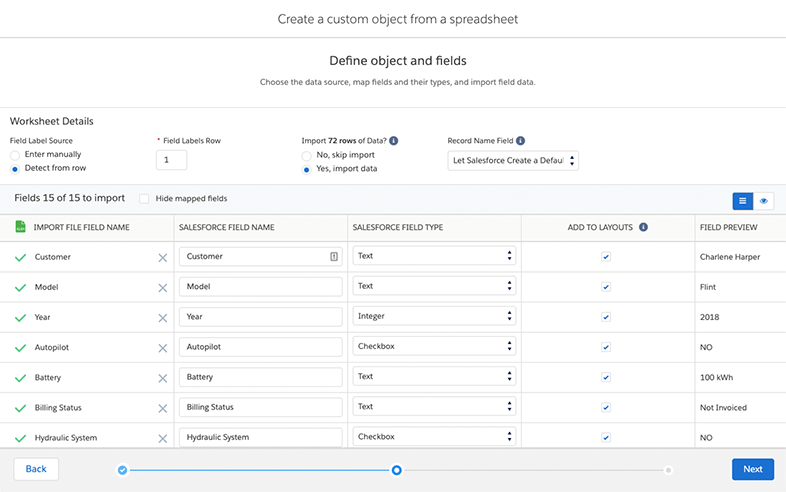 Create a custom object from a spreadsheet
Define object and fields
Choose the data source, map fields and their types, and import field data.
Worksheet Details
Field Label Source
Enter manually
Detect from row
* Field Labels Row
1
Import 72 rows of Data?
No, skip import
Yes, import data
Record Name Field
Let Salesforce Create a Defau
Fields 15 of 15 to import
Hide mapped fields
IMPORT FILE FIELD NAME SALESFORCE FIELD NAME SALESFORCE FIELD TYPE ADD TO LAYOUTS FIELD PREVIEW
Customer Customer Text Charlene Harper
Model Model Text Flint
Year Year Integer 2018
Autopilot Autopilot Checkbox NO
Battery Battery Text 100 kWh
Billing Status Billing Status Text Not Invoiced
Hydraulic System Hydraulic System Checkbox NO
Back
Next